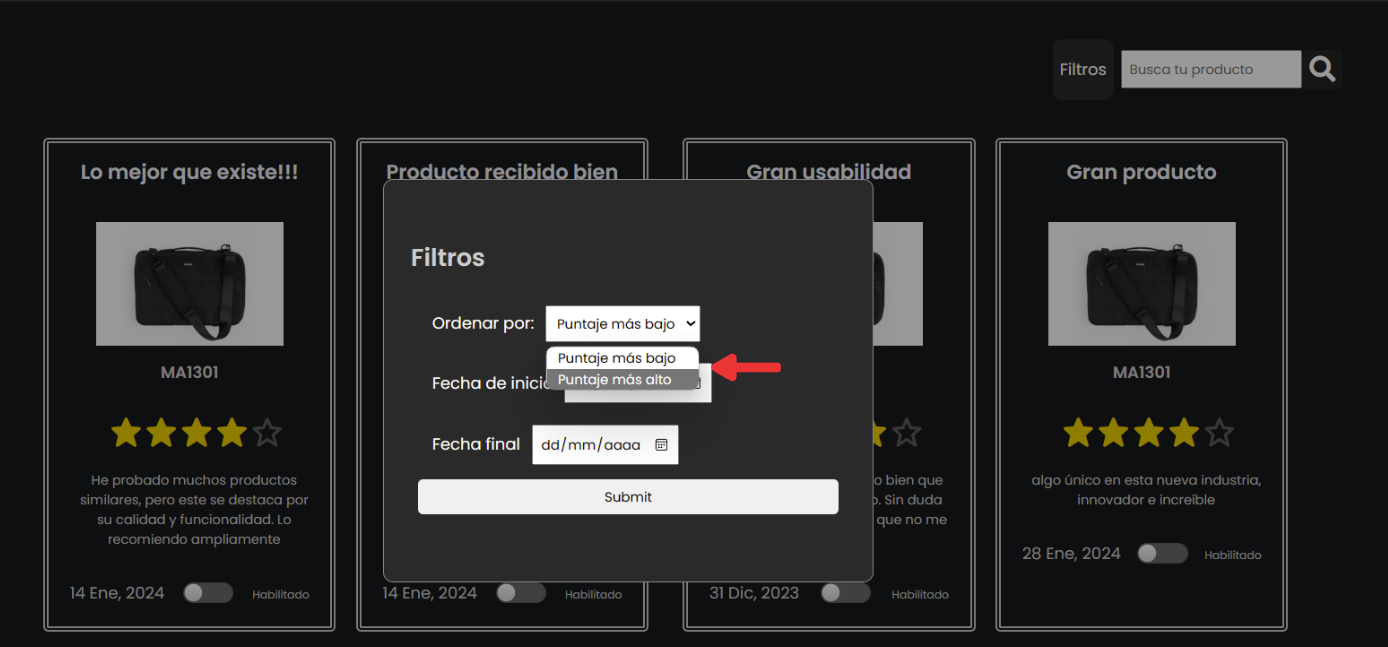 Filtros
Busca tu producto
Lo mejor que existe!!!
Producto recibido bien
Gran usabilidad
Gran producto
Filtros
Ordenar por:
Puntaje más bajo
Puntaje más bajo
Puntaje más alto
Fecha de inicio
Fecha final
dd/mm/aaaa
Submit
MA1301
He probado muchos productos
similares, pero este se destaca por
su calidad y funcionalidad. Lo
recomiendo ampliamente
14 Ene, 2024
Habilitado
14 Ene, 2024
Habilitado
o bien que
. Sin duda
que no me
31 Dic, 2023
Habilitado
MA1301
algo único en esta nueva industria,
innovador e increíble
28 Ene, 2024
Habilitado